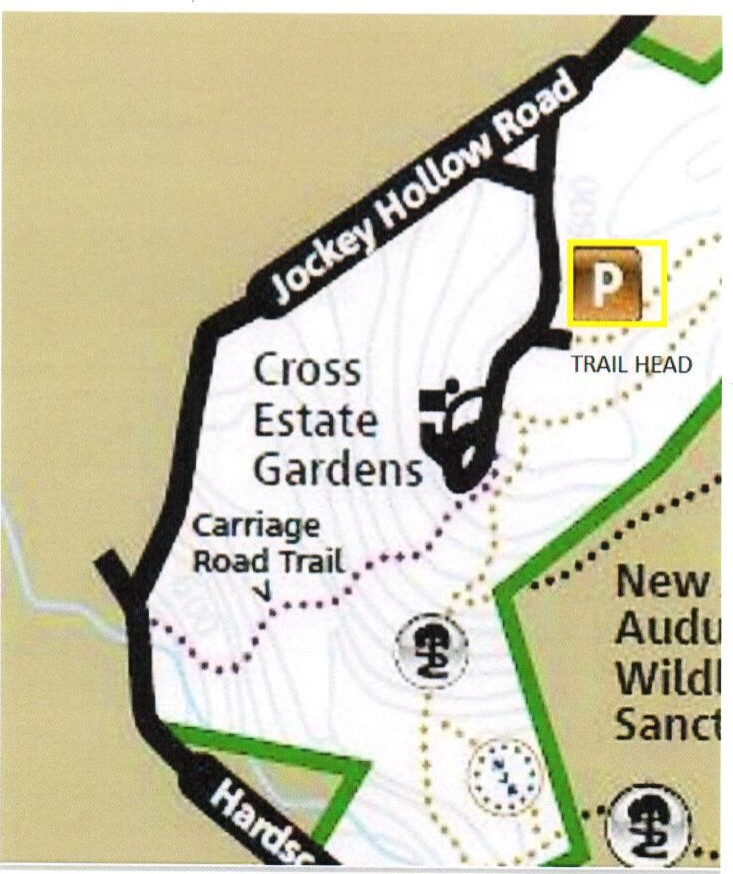 Jockey Hollow Road
P
TRAIL HEAD
Cross
Estate
Gardens
Carriage
Road Trail
New
Audu
Wildl
Sanct
Hardsc